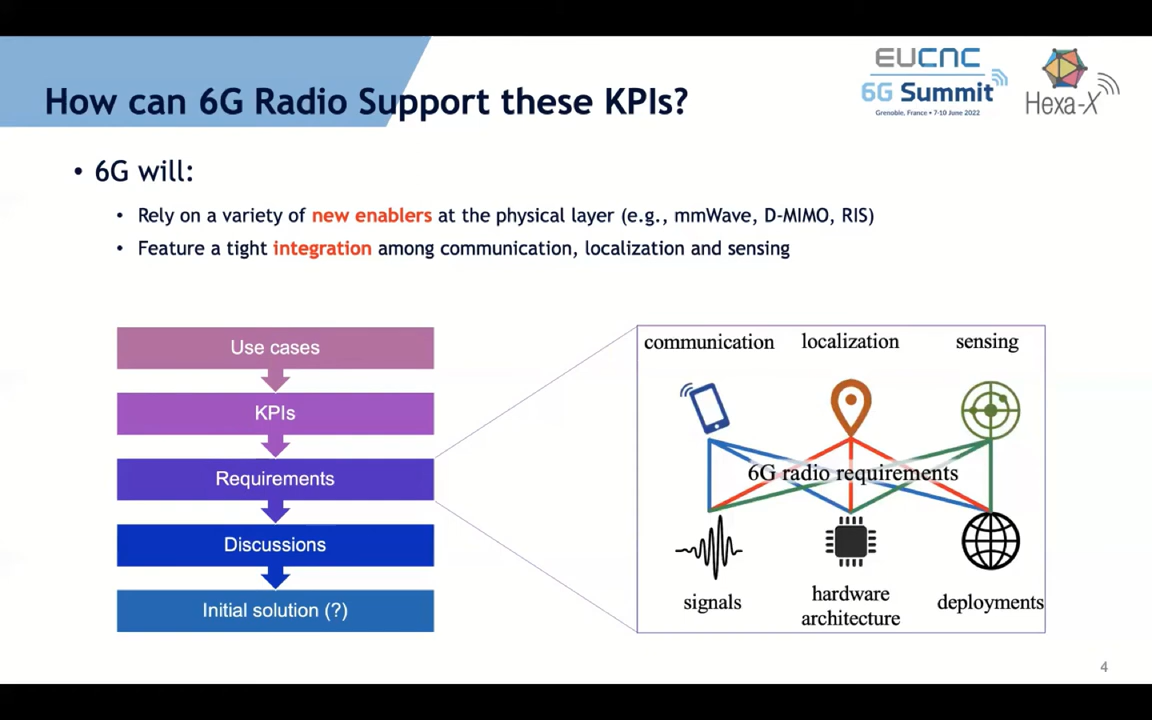 How can 6G Radio Support these KPIs?
EUCNC
6G Summit
Grenoble, France • 7-10 June 2022
Hexa-X
• 6G will:
• Rely on a variety of new enablers at the physical layer (e.g., mmWave, D-MIMO, RIS)
• Feature a tight integration among communication, localization and sensing
Use cases
KPIs
Requirements
Discussions
Initial solution (?)
communication localization sensing
6G radio requirements
signals
hardware
architecture
deployments
4